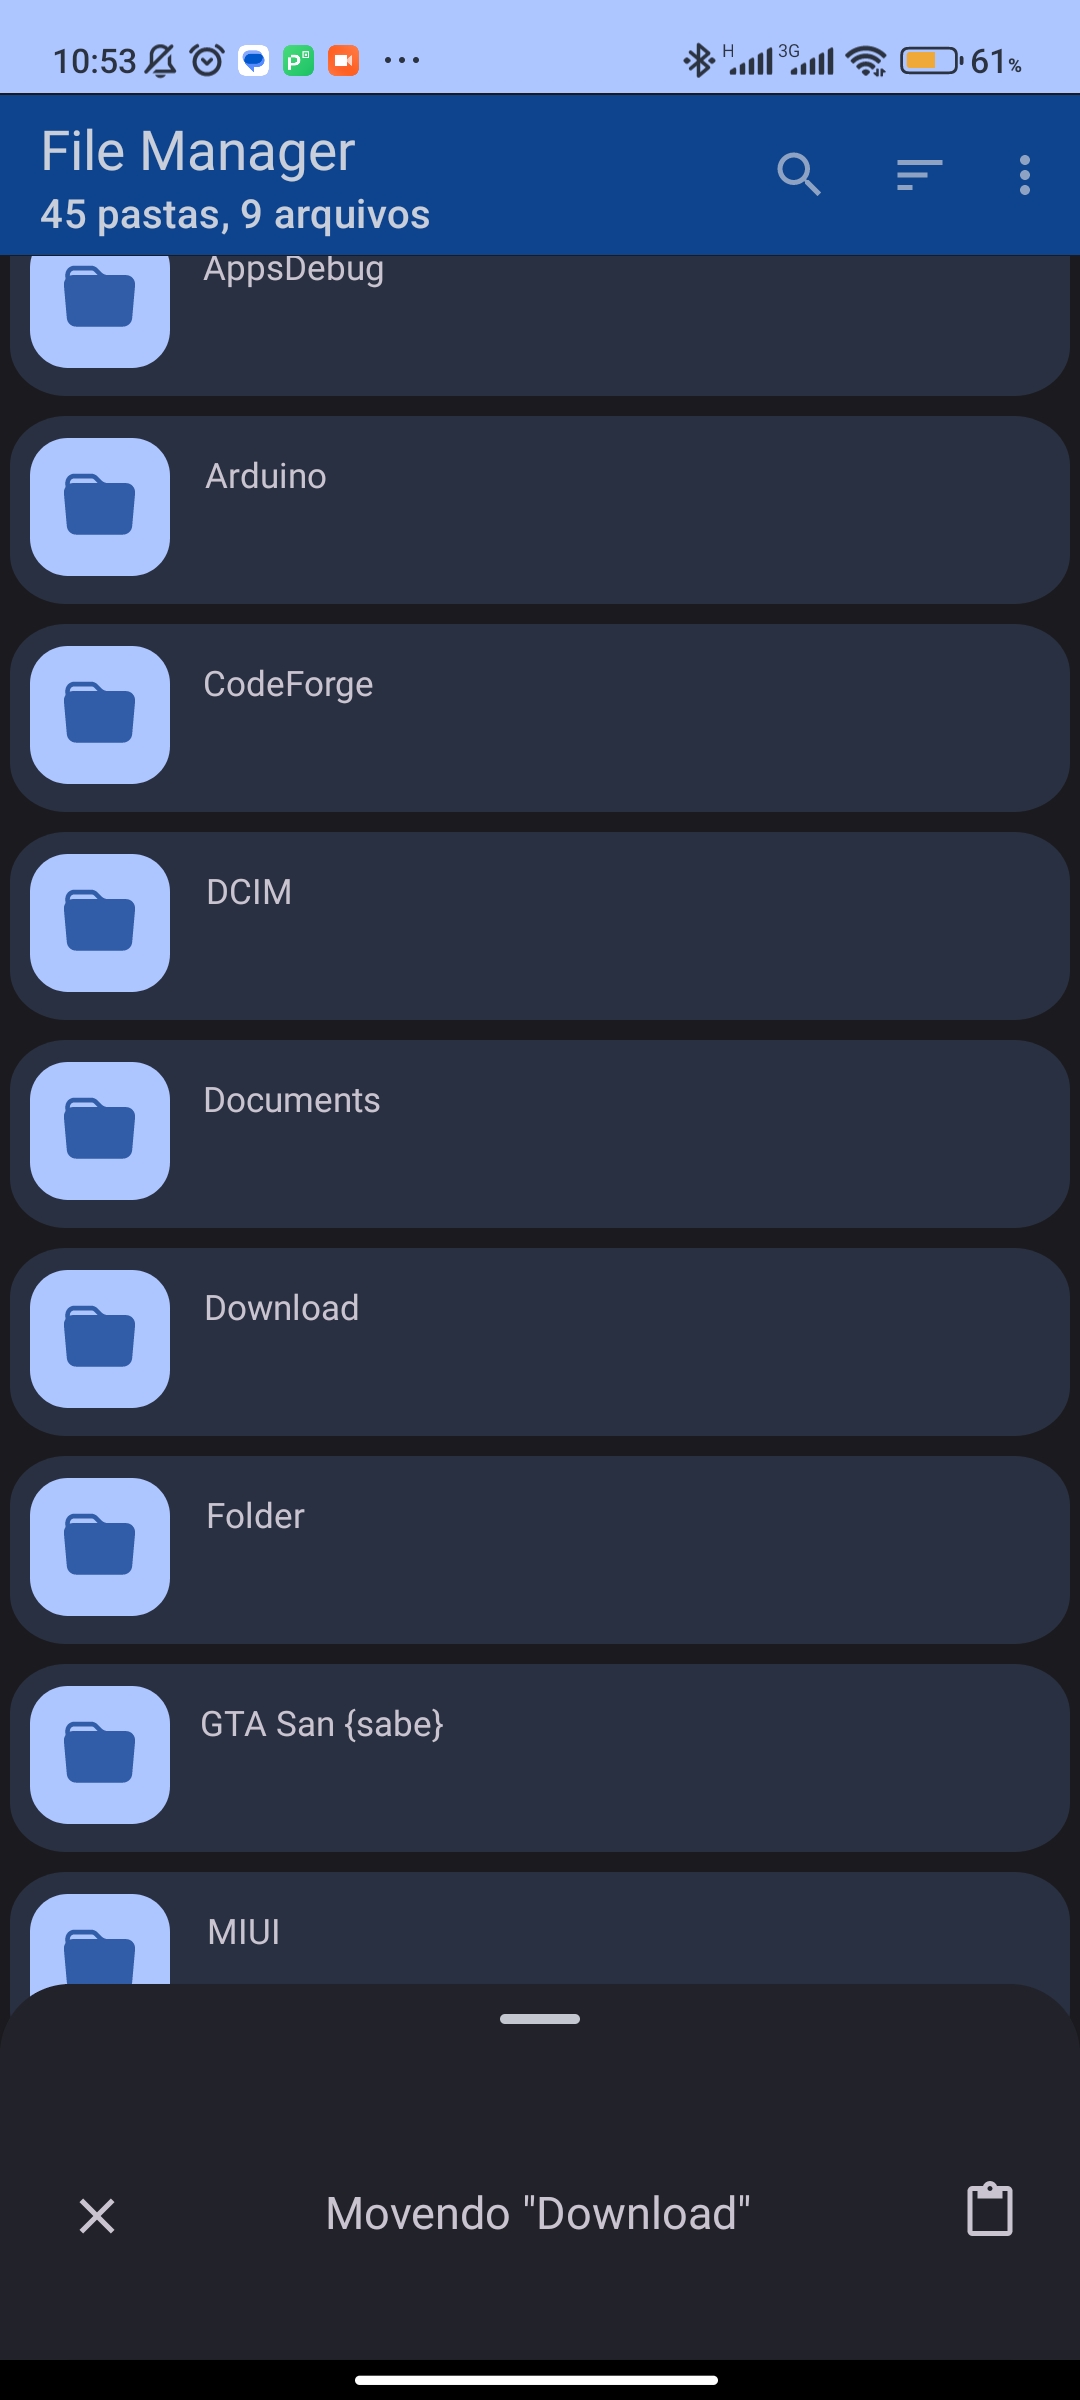 10:53
H
3G
61%
File Manager
45 pastas, 9 arquivos
AppsDebug
Arduino
CodeForge
DCIM
Documents
Download
Folder
GTA San {sabe}
MIUI
Movendo "Download"